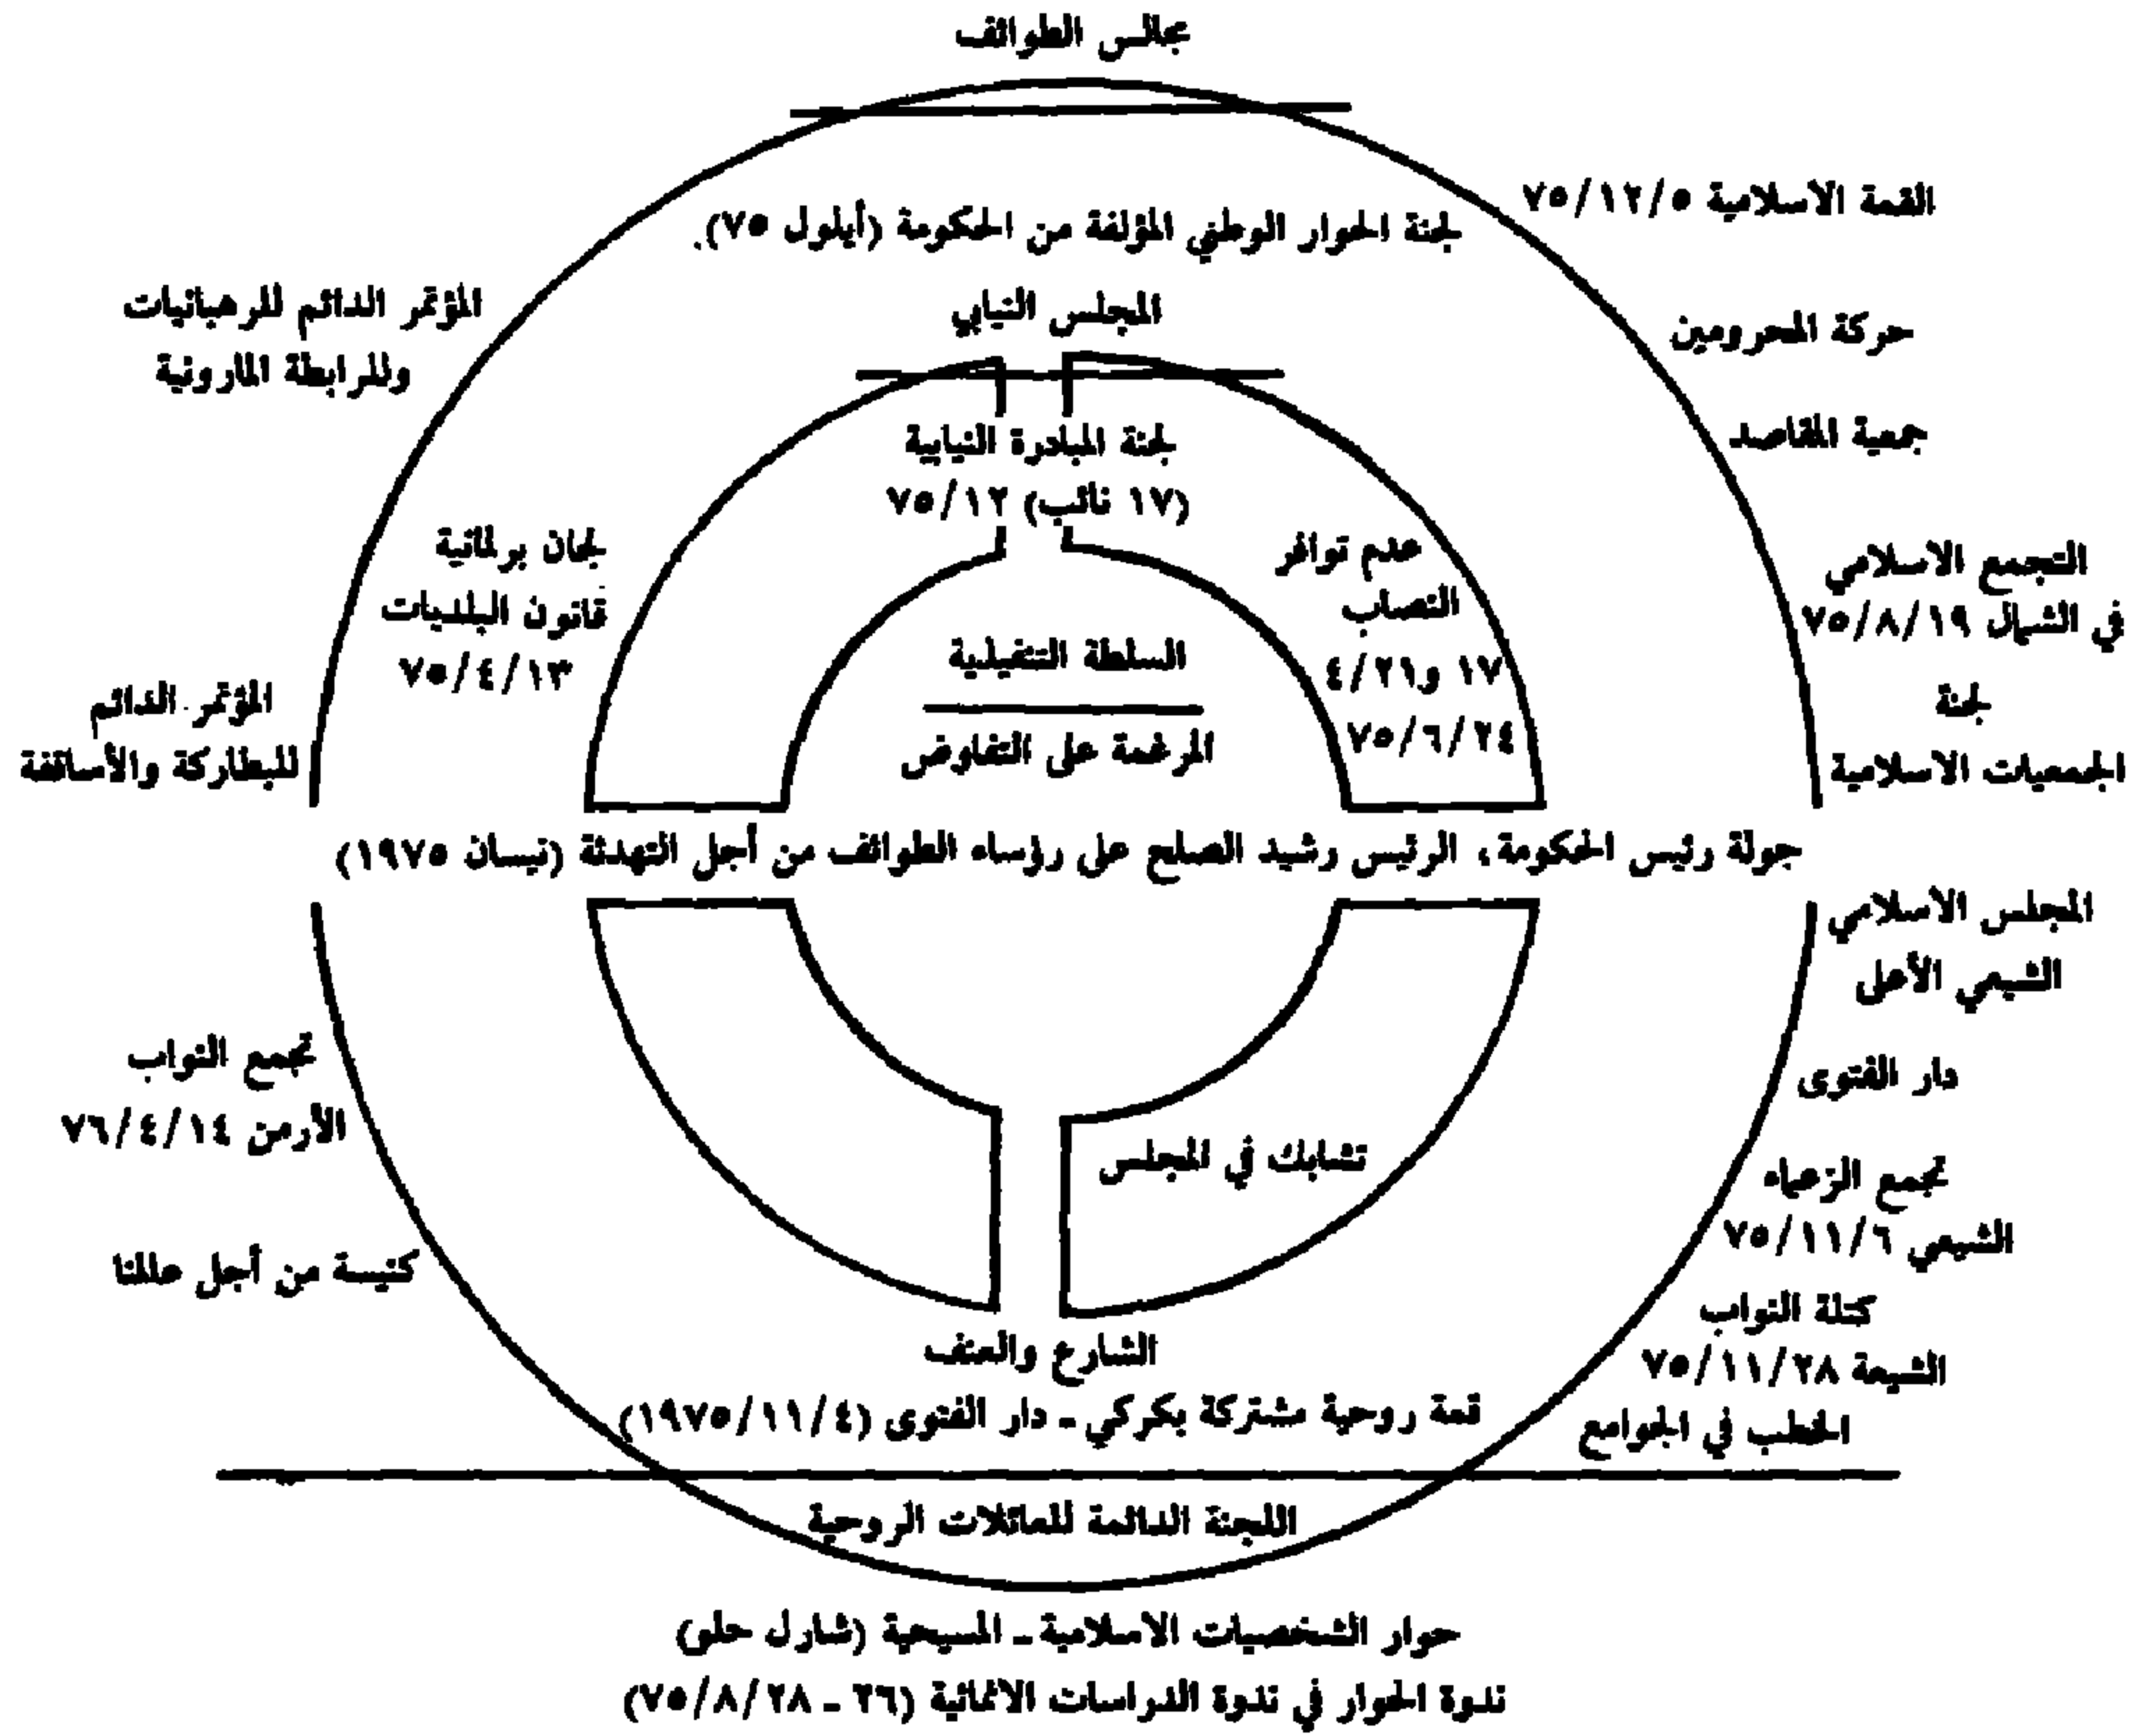 مجالس الطوائف
القمة الاسلامية ٧٥/١٢/٥
لجنة الحوار الوطني المؤلفة من الحكومة (أيلول ٧٥).
المؤتمر الدائم للرهبانيات
وللرابطة المارونية
المجلس النيابي
حركة المحرومين
جمعية المقاصد
لجنة المبادرة النيابية
(١٧ نائب) ٧٥/١٢
لجان برلمانية
قانون البلديات
٧٥/٤/١٣
عدم توافر
النصاب
١٧ و٤/٢١
٧٥/٦/٢٤
التجمع الاسلامي
في الشمال ٧٥/٨/١٩
السلطة التنفيذية
المرغمة على التفاوض
المؤتمر الدائم
للبطاركة والأساقفة
لجنة
الجمعيات الاسلامية
جولة رئيس الحكومة، الرئيس رشيد الصلح على رؤساء الطوائف من أجل التهدئة (نيسان ١٩٧٥)
المجلس الاسلامي
الشيعي الأعلى
تجمع النواب
الأرمن ٧٦/٤/١٤
دار الفتوى
تشابك في المجلس
تجمع الزعماء
الشيعي ٧٥/١١/٦
كنيسة من أجل عالمنا
كتلة النواب
الشيعة ٧٥/١١/٢٨
الشارع والعنف
قمة روحية مشتركة بكركي - دار الفتوى (١٩٧٥/١١/٤)
الخطب في الجوامع
اللجنة الدائمة للعائلات الروحية
حوار الشخصيات الاسلامية - المسيحية (شارل حلو)
ندوة الحوار في ندوة الدراسات الانمائية (٢٦ - ٧٥/٨/٢٨)